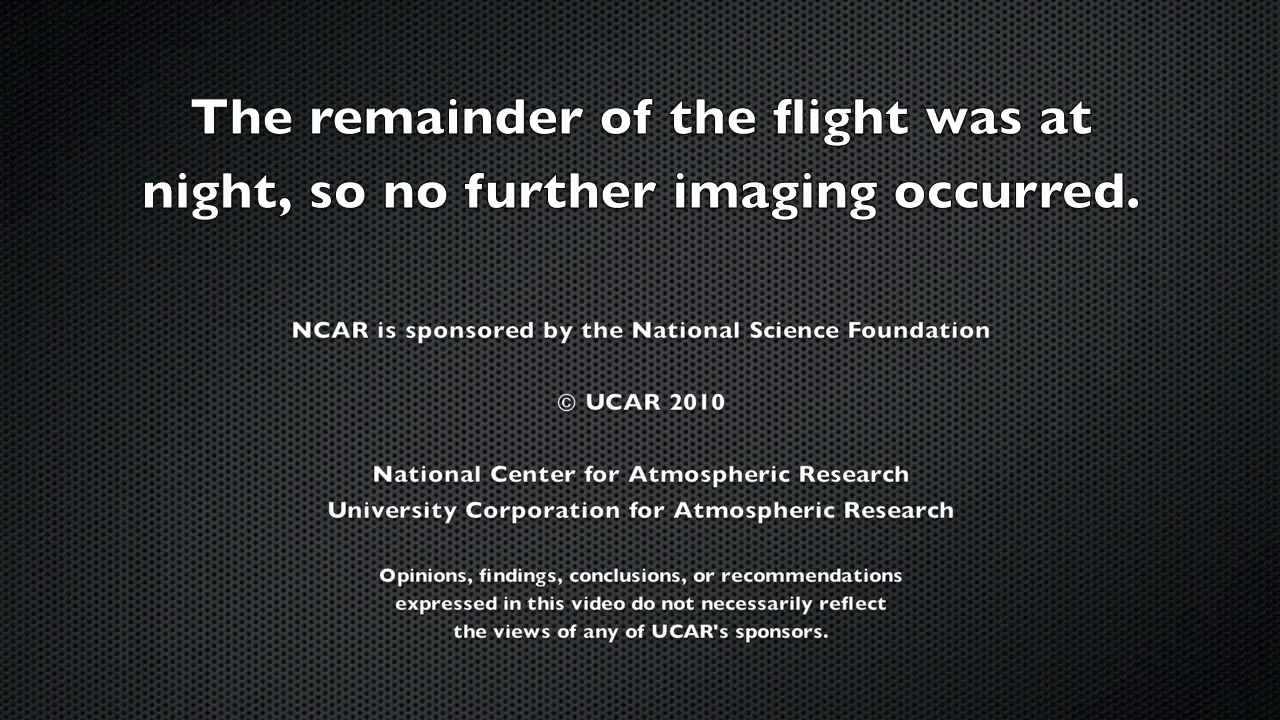 The remainder of the flight was at
night, so no further imaging occurred.
NCAR is sponsored by the National Science Foundation
© UCAR 2010
National Center for Atmospheric Research
University Corporation for Atmospheric Research
Opinions, findings, conclusions, or recommendations
expressed in this video do not necessarily reflect
the views of any of UCAR's sponsors.